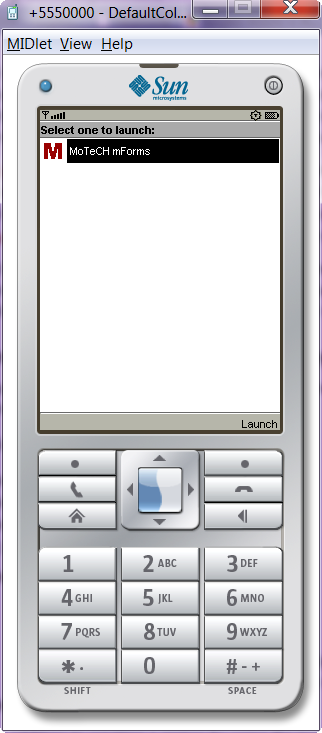 +5550000 - DefaultCol...
MIDlet View Help
Sun
microsystems
Select one to launch:
M MoTeCH mForms
Launch
1 2 ABC 3 DEF
4 GHI 5 JKL 6 MNO
7 PQRS 8 TUV 9 WXYZ
* · 0 # - +
SHIFT SPACE